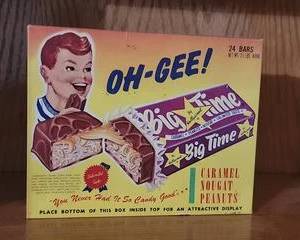 24 BARS
OH-GEE!
Big Time
Big Time
CARAMEL
NOUGAT
PEANUTS
"You Never Had It So Candy Good..."
PLACE BOTTOM OF THIS BOX INSIDE TOP FOR AN ATTRACTIVE DISPLAY